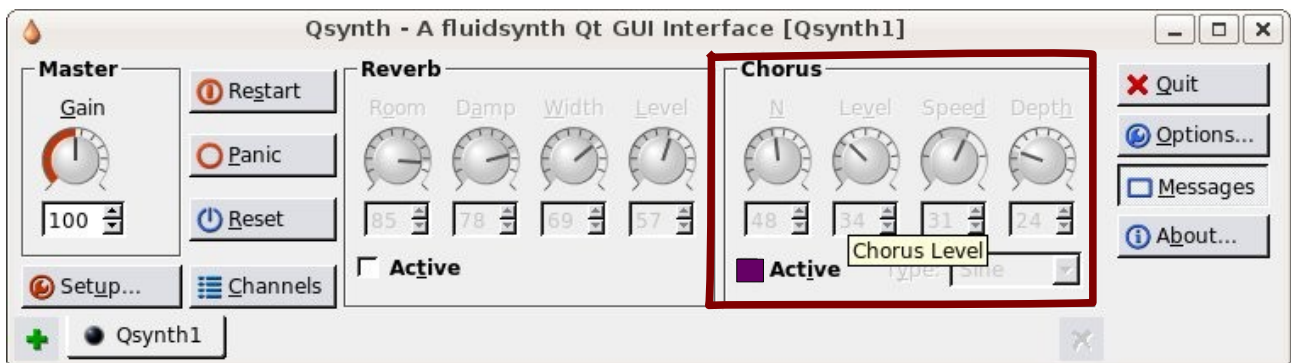 Qsynth - A fluidsynth Qt GUI Interface [Qsynth1]
Master
Gain
100
Restart
Panic
Reset
Setup...
Channels
Reverb
Room Damp Width Level
85 78 69 57
Active
Chorus
N Level Speed Depth
48 34 31 24
Chorus Level
Active Type: Sine
Quit
Options...
Messages
About...
Qsynth1